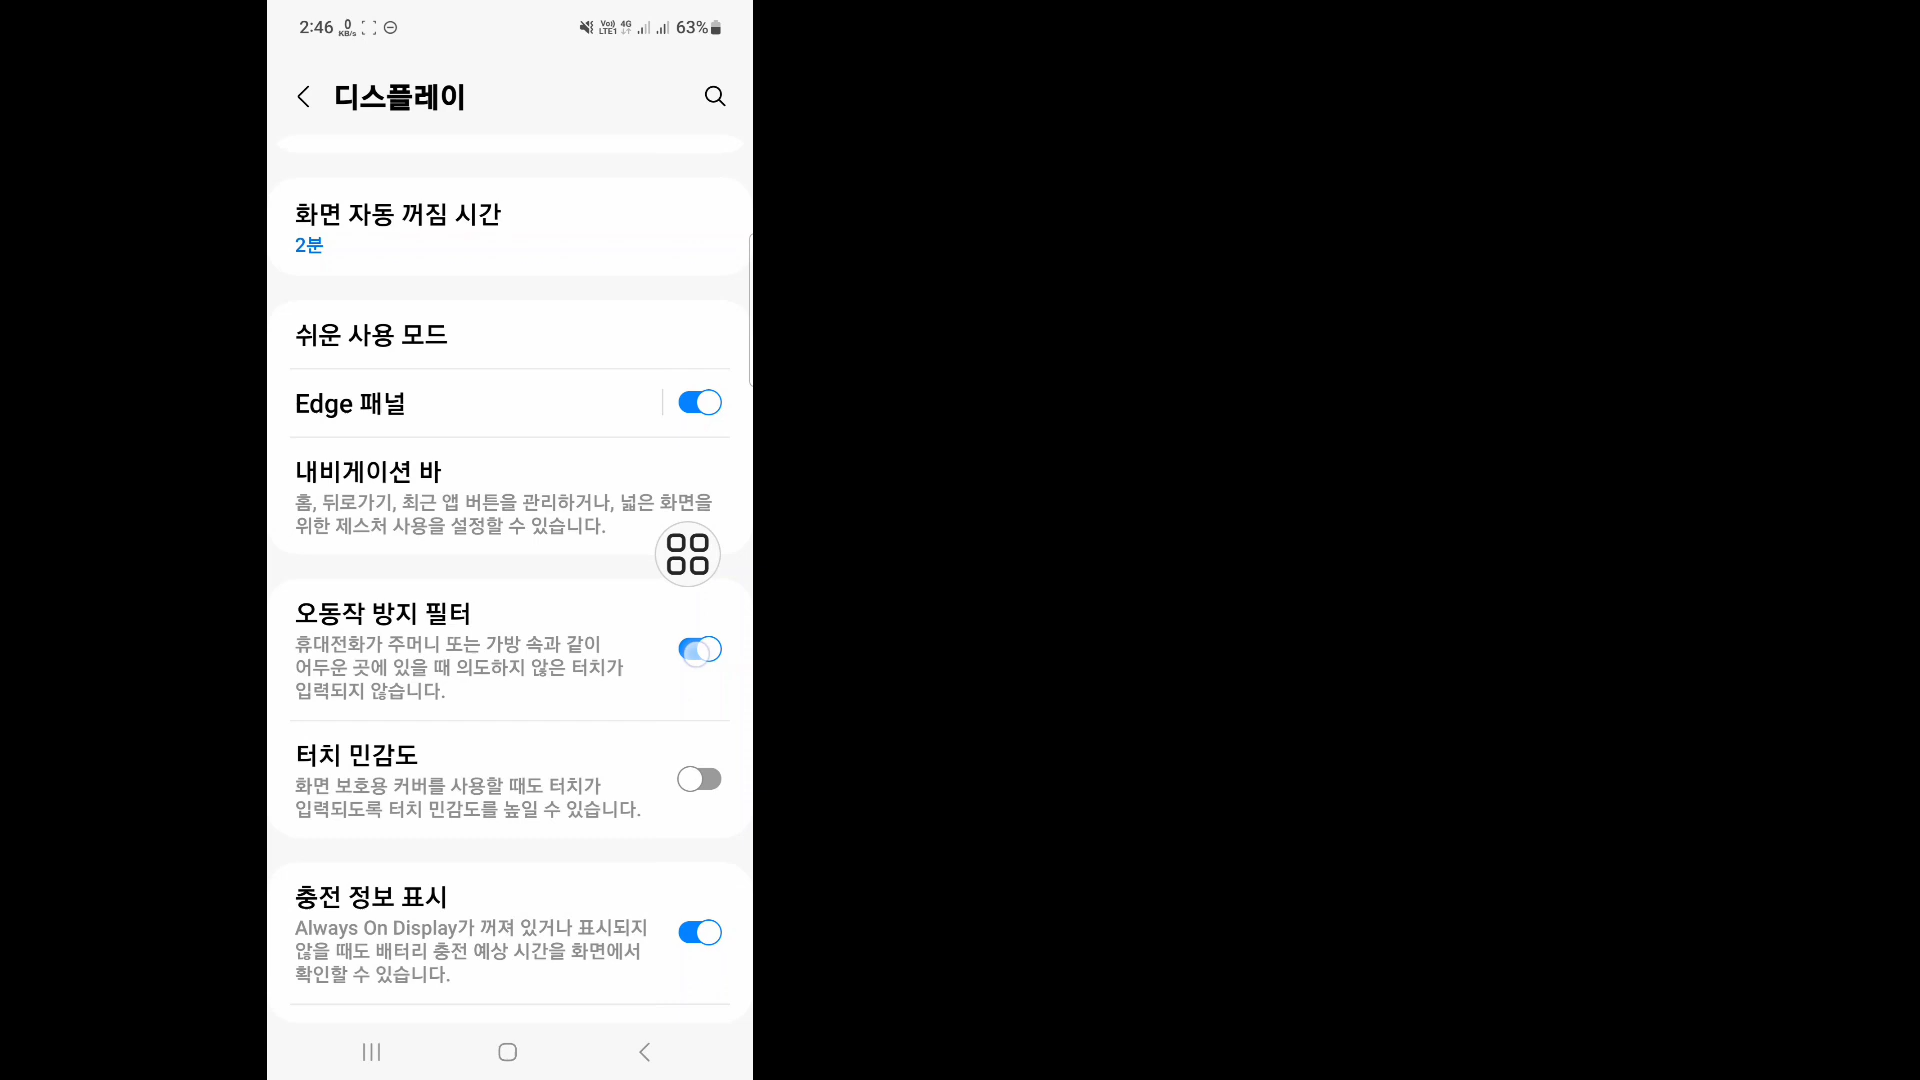 2:46 0 KB/s Vo)) LTE1 4G 63%
디스플레이
화면 자동 꺼짐 시간
2분
쉬운 사용 모드
Edge 패널
내비게이션 바
홈, 뒤로가기, 최근 앱 버튼을 관리하거나, 넓은 화면을
위한 제스처 사용을 설정할 수 있습니다.
오동작 방지 필터
휴대전화가 주머니 또는 가방 속과 같이
어두운 곳에 있을 때 의도하지 않은 터치가
입력되지 않습니다.
터치 민감도
화면 보호용 커버를 사용할 때도 터치가
입력되도록 터치 민감도를 높일 수 있습니다.
충전 정보 표시
Always On Display가 꺼져 있거나 표시되지
않을 때도 배터리 충전 예상 시간을 화면에서
확인할 수 있습니다.